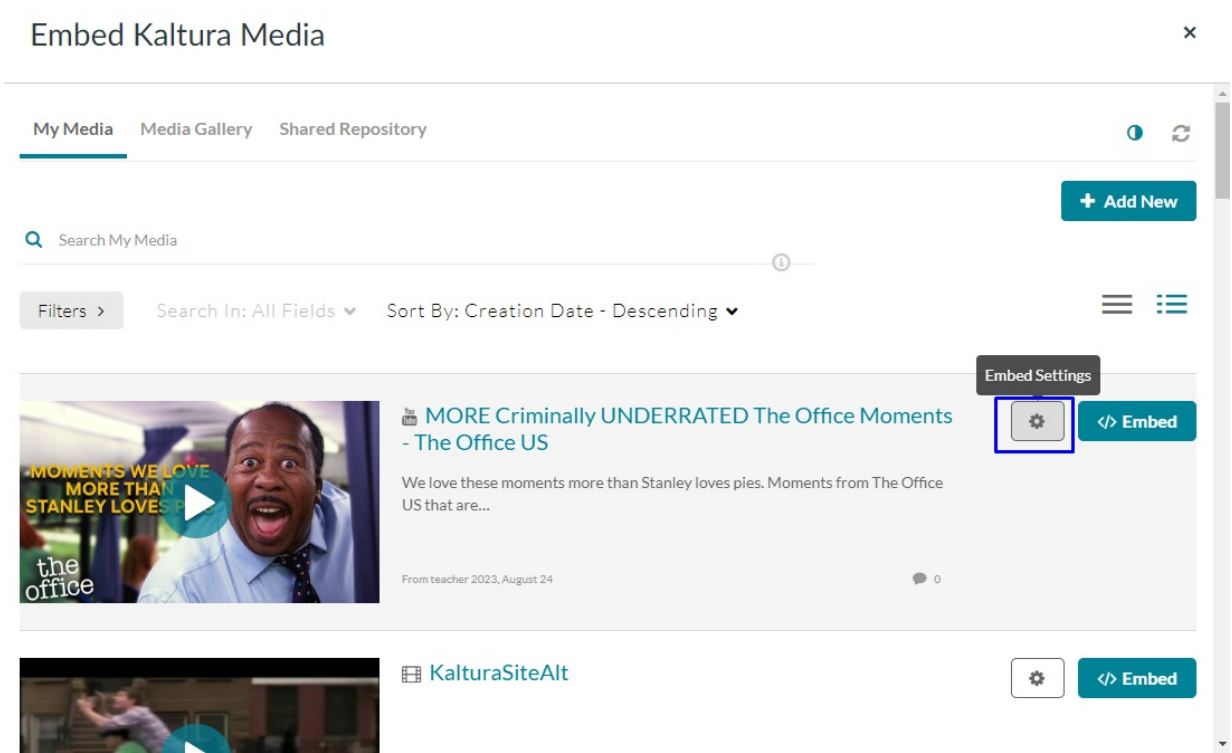 Embed Kaltura Media
My Media Media Gallery Shared Repository
+ Add New
Search My Media
Filters > Search In: All Fields Sort By: Creation Date - Descending
Embed Settings
MORE Criminally UNDERRATED The Office Moments
- The Office US
</> Embed
We love these moments more than Stanley loves pies. Moments from The Office
US that are...
MOMENTS WE LOVE
MORE THAN
STANLEY LOVES
the
office
From teacher 2023, August 24 0
KalturaSiteAlt
</> Embed